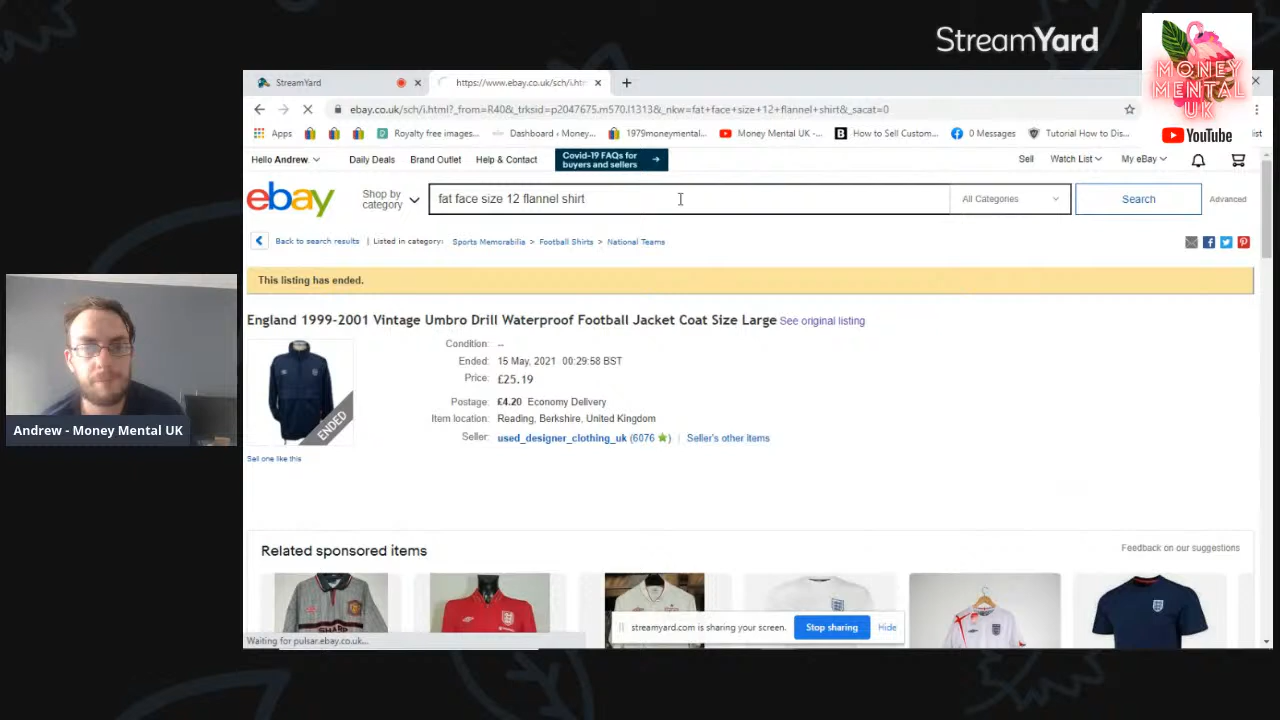 StreamYard
MONEY
MENTAL
UK
YouTube
StreamYard
https://www.ebay.co.uk/sch/i.htm
ebay.co.uk/sch/i.html?_from=R40&_trksid=p2047675.m570.l1313&_nkw=fat+face+size+12+flannel+shirt&_sacat=0
Apps
Royalty free images...
Dashboard ‹ Money...
1979moneymental...
Money Mental UK -...
How to Sell Custom...
0 Messages
Tutorial How to Dis...
Hello Andrew.
Daily Deals
Brand Outlet
Help & Contact
Covid-19 FAQs for
buyers and sellers
Sell
Watch List
My eBay
ebay
Shop by
category
fat face size 12 flannel shirt
All Categories
Search
Advanced
Back to search results | Listed in category: Sports Memorabilia > Football Shirts > National Teams
This listing has ended.
England 1999-2001 Vintage Umbro Drill Waterproof Football Jacket Coat Size Large See original listing
Condition: --
Ended: 15 May, 2021 00:29:58 BST
Price: £25.19
Postage: £4.20 Economy Delivery
Item location: Reading, Berkshire, United Kingdom
Seller: used_designer_clothing_uk (6076) | Seller's other items
ENDED
Sell one like this
Andrew - Money Mental UK
Related sponsored items
Feedback on our suggestions
SHARP
streamyard.com is sharing your screen.
Stop sharing
Hide
Waiting for pulsar.ebay.co.uk...